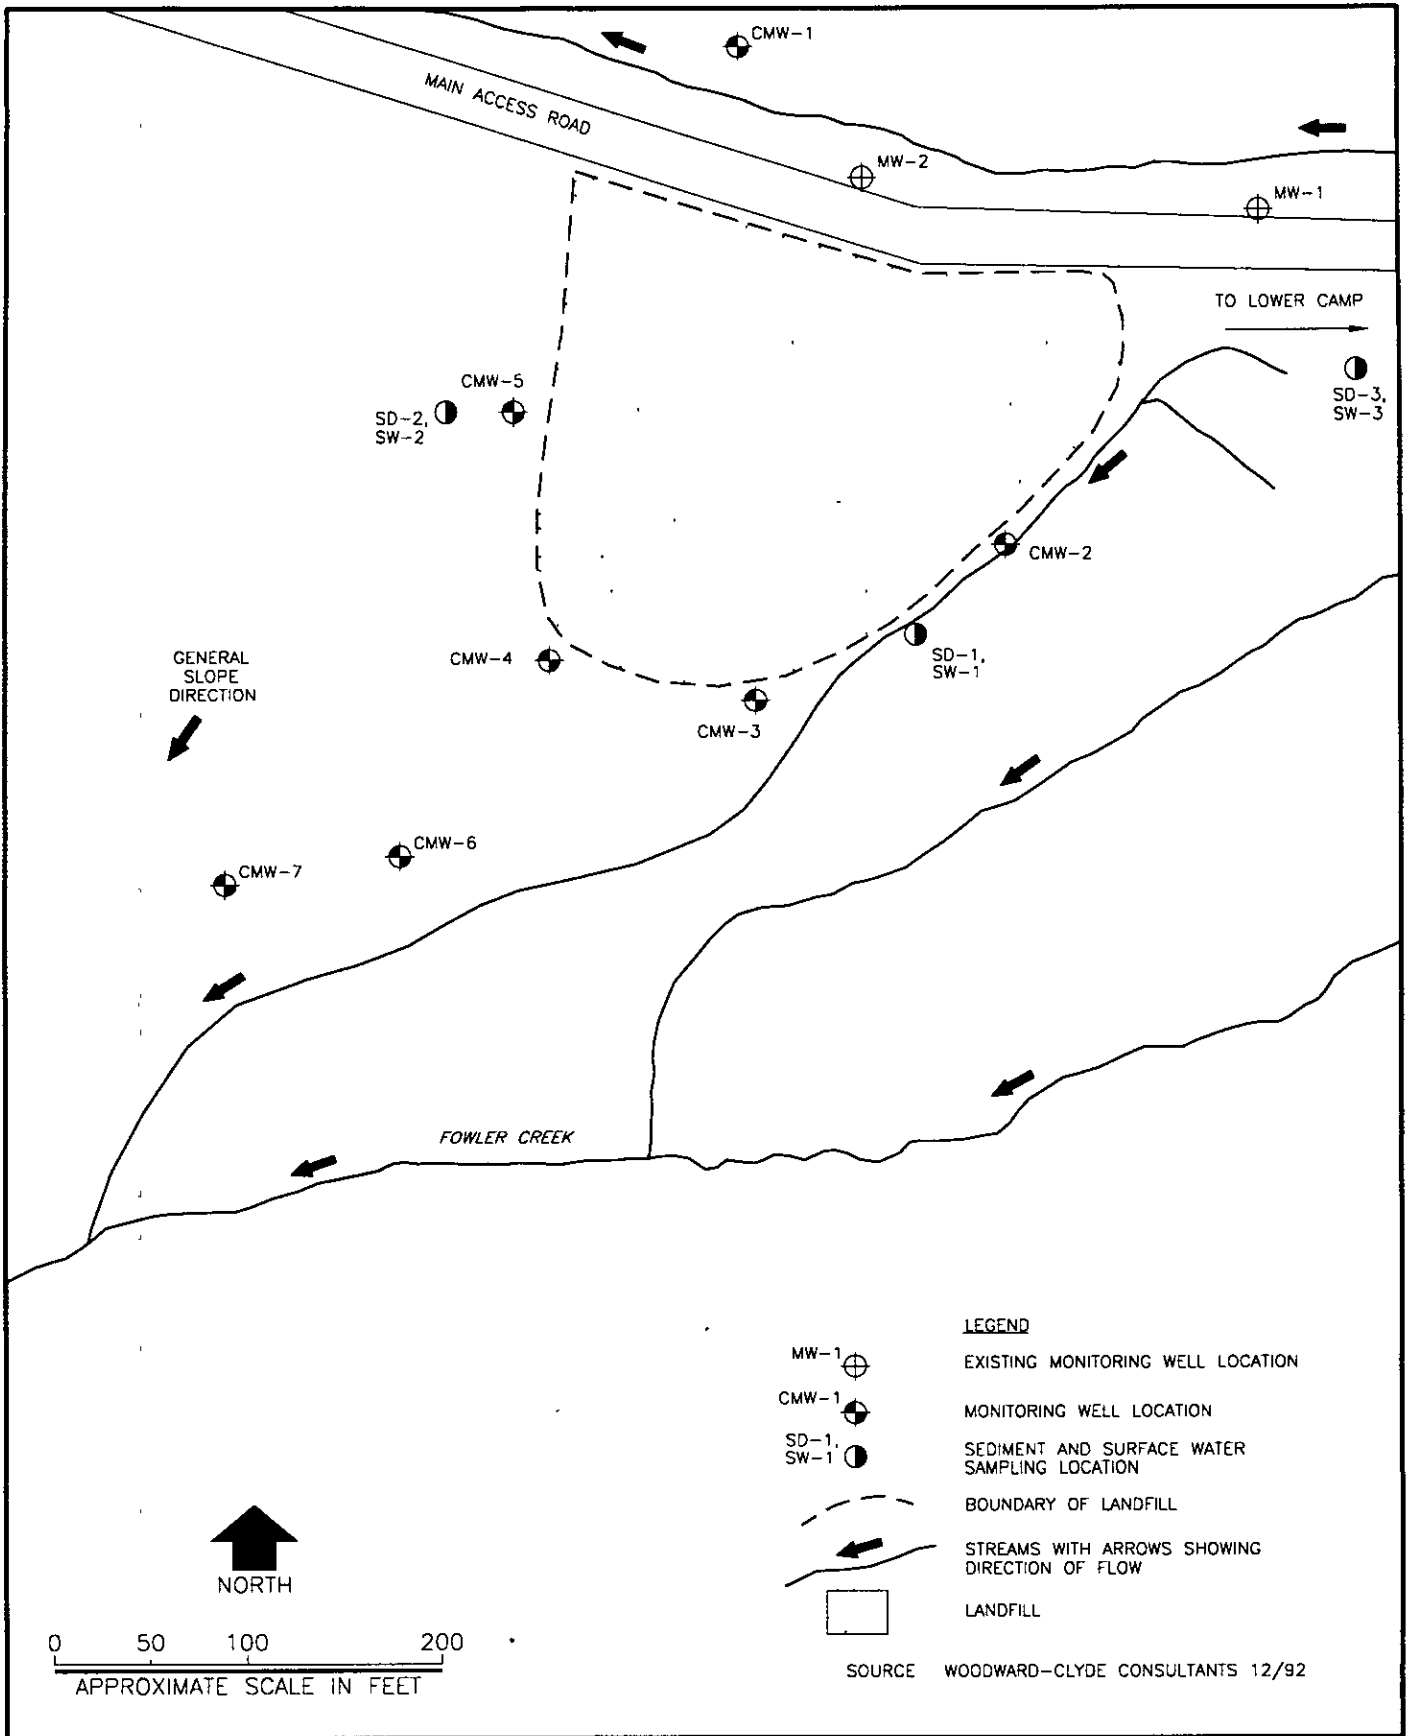 CMW-1
MAIN ACCESS ROAD
MW-2
MW-1
TO LOWER CAMP
CMW-5
SD-2,
SW-2
SD-3,
SW-3
CMW-2
SD-1,
SW-1
CMW-4
CMW-3
GENERAL
SLOPE
DIRECTION
CMW-6
CMW-7
FOWLER CREEK
LEGEND
MW-1
EXISTING MONITORING WELL LOCATION
CMW-1
MONITORING WELL LOCATION
SD-1,
SW-1
SEDIMENT AND SURFACE WATER
SAMPLING LOCATION
BOUNDARY OF LANDFILL
STREAMS WITH ARROWS SHOWING
DIRECTION OF FLOW
LANDFILL
NORTH
0 50 100 200
APPROXIMATE SCALE IN FEET
SOURCE WOODWARD-CLYDE CONSULTANTS 12/92